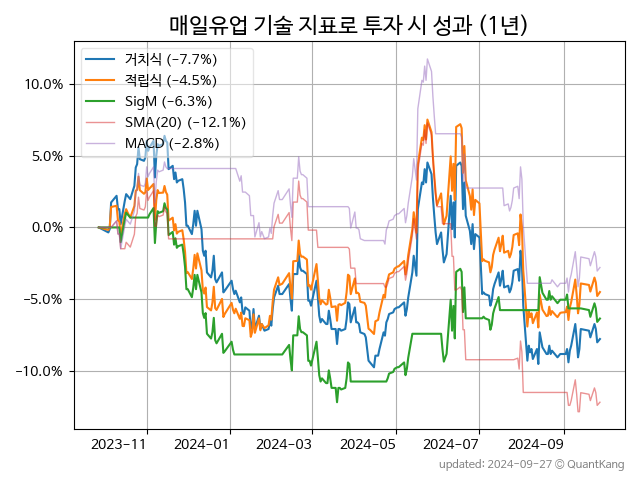 매일유업 기술 지표로 투자 시 성과 (1년)
거치식 (−7.7%)
적립식 (−4.5%)
SigM (−6.3%)
SMA(20) (−12.1%)
MACD (−2.8%)
10.0%
5.0%
0.0%
−5.0%
−10.0%
2023-11
2024-01
2024-03
2024-05
2024-07
2024-09
updated: 2024-09-27 © QuantKang